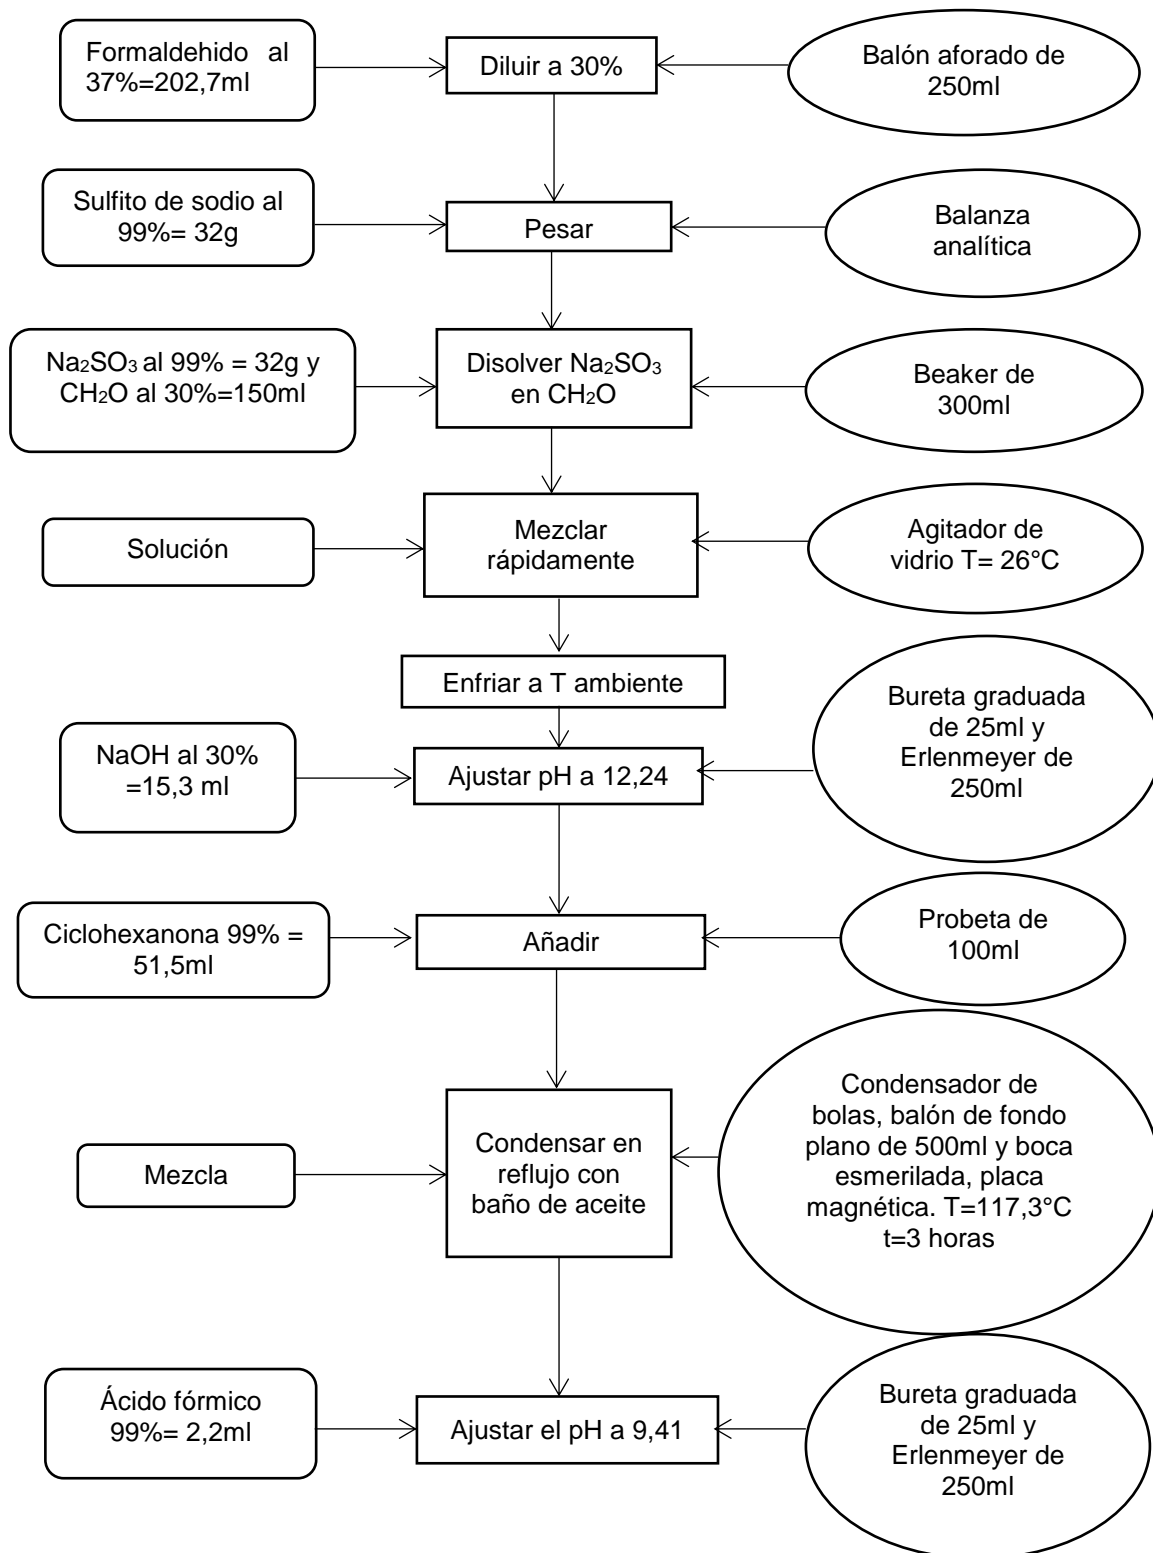 Formaldehido al
37%=202,7ml
Diluir a 30%
Balón aforado de
250ml
Sulfito de sodio al
99%= 32g
Pesar
Balanza
analítica
Na₂SO₃ al 99% = 32g y
CH₂O al 30%=150ml
Disolver Na₂SO₃
en CH₂O
Beaker de
300ml
Solución
Mezclar
rápidamente
Agitador de
vidrio T= 26°C
Enfriar a T ambiente
NaOH al 30%
=15,3 ml
Ajustar pH a 12,24
Bureta graduada
de 25ml y
Erlenmeyer de
250ml
Ciclohexanona 99% =
51,5ml
Añadir
Probeta de
100ml
Mezcla
Condensar en
reflujo con
baño de aceite
Condensador de
bolas, balón de fondo
plano de 500ml y boca
esmerilada, placa
magnética. T=117,3°C
t=3 horas
Ácido fórmico
99%= 2,2ml
Ajustar el pH a 9,41
Bureta graduada
de 25ml y
Erlenmeyer de
250ml